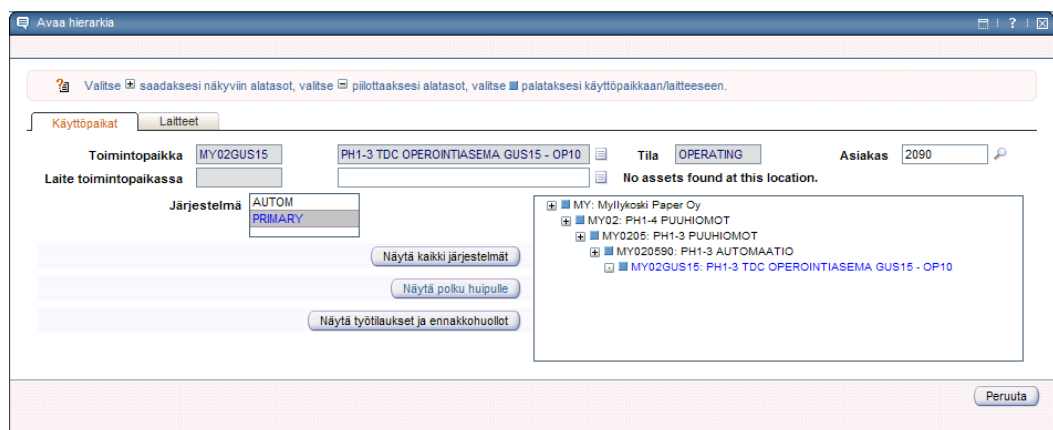 Avaa hierarkia
?
Valitse saadaksesi näkyviin alatasot, valitse piilottaaksesi alatasot, valitse palataksesi käyttöpaikkaan/laitteeseen.
Käyttöpaikat Laitteet
Toimintopaikka MY02GUS15 PH1-3 TDC OPEROINTIASEMA GUS15 - OP10 Tila OPERATING Asiakas 2090
Laite toimintopaikassa No assets found at this location.
Järjestelmä AUTOM
PRIMARY
Näytä kaikki järjestelmät
Näytä polku huipulle
Näytä työtilaukset ja ennakkohuollot
MY: Myllykoski Paper Oy
MY02: PH1-4 PUUHIOMOT
MY0205: PH1-3 PUUHIOMOT
MY020590: PH1-3 AUTOMAATIO
MY02GUS15: PH1-3 TDC OPEROINTIASEMA GUS15 - OP10
Peruuta